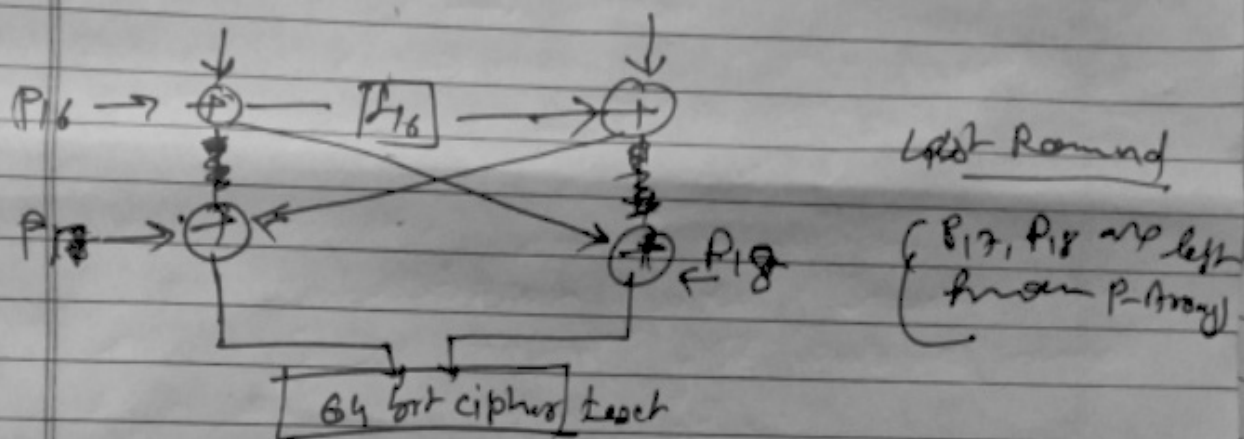 P16 → + — f16 → +
Last Round
P → + + ← P18
( P17, P18 are left
from P-Array)
64 bit cipher text